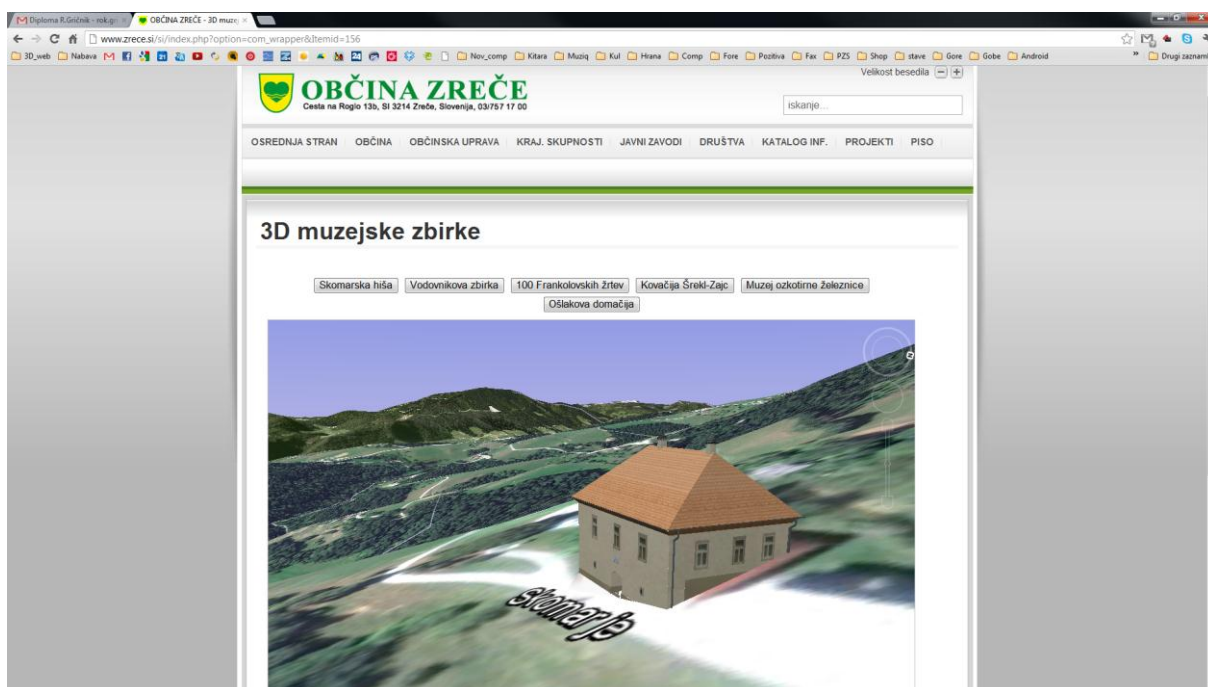 Diploma R.Gričnik - rok.gri
OBČINA ZREČE - 3D muzej
www.zrece.si/si/index.php?option=com_wrapper&Itemid=156
3D_web Nabava Nov_comp Kitara Muziq Kul Hrana Comp Fore Pozitiva Fax PZS Shop stave Gore Gobe Android » Drugi zaznami
Velikost besedila
OBČINA ZREČE
Cesta na Roglo 13b, SI 3214 Zreče, Slovenija, 03/757 17 00
iskanje...
OSREDNJA STRAN OBČINA OBČINSKA UPRAVA KRAJ. SKUPNOSTI JAVNI ZAVODI DRUŠTVA KATALOG INF. PROJEKTI PISO
3D muzejske zbirke
Skomarska hiša Vodovnikova zbirka 100 Frankolovskih žrtev Kovačija Šrekl-Zajc Muzej ozkotirne železnice
Ošlakova domačija
Skomarje